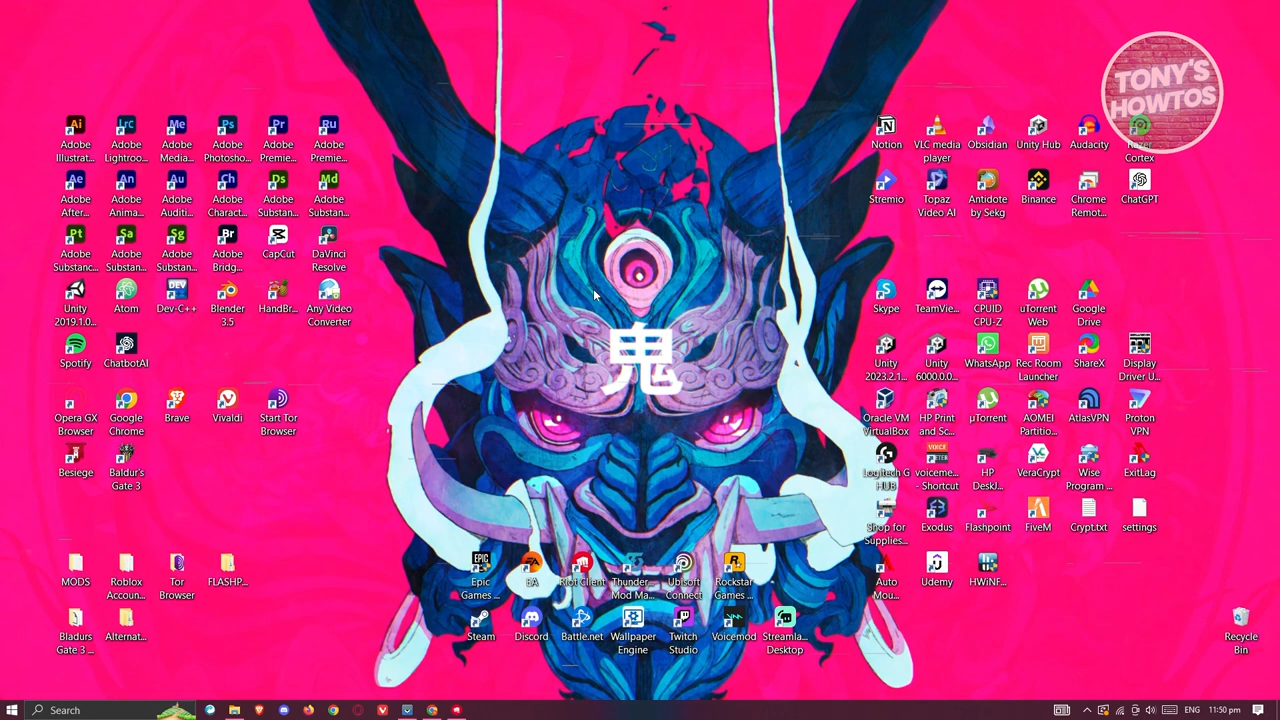 TONY'S
HOWTOS
Adobe Illustrat...
Adobe Lightroo...
Adobe Media...
Adobe Photosho...
Adobe Premie...
Adobe Premie...
Notion
VLC media player
Obsidian
Unity Hub
Audacity
Razer Cortex
Adobe After...
Adobe Anima...
Adobe Auditi...
Adobe Charact...
Adobe Substan...
Adobe Substan...
Stremio
Topaz Video AI
Antidote by Sekg
Binance
Chrome Remot...
ChatGPT
Adobe Substanc...
Adobe Substan...
Adobe Substan...
Adobe Bridg...
CapCut
DaVinci Resolve
Unity 2019.1.0...
Atom
Dev-C++
Blender 3.5
HandBr...
Any Video Converter
Skype
TeamVie...
CPUID CPU-Z
uTorrent Web
Google Drive
Spotify
ChatbotAI
鬼
Unity 2023.2.1...
Unity 6000.0.0...
WhatsApp
Rec Room Launcher
ShareX
Display Driver U...
Opera GX Browser
Google Chrome
Brave
Vivaldi
Start Tor Browser
Oracle VM VirtualBox
HP Print and Sc...
µTorrent
AOMEI Partitio...
AtlasVPN
Proton VPN
Besiege
Baldur's Gate 3
Logitech G HUB
voiceme... - Shortcut
HP DeskJ...
VeraCrypt
Wise Program ...
ExitLag
Shop for Supplies...
Exodus
Flashpoint
FiveM
Crypt.txt
settings
MODS
Roblox Accoun...
Tor Browser
FLASHP...
Epic Games ...
EA
Riot Client
Thunder... Mod Ma...
Ubisoft Connect
Rockstar Games ...
Auto Mou...
Udemy
HWiNF...
Bladurs Gate 3 ...
Alternat...
Steam
Discord
Battle.net
Wallpaper Engine
Twitch Studio
Voicemod
Streamla... Desktop
Recycle Bin
Search
ENG
11:50 pm